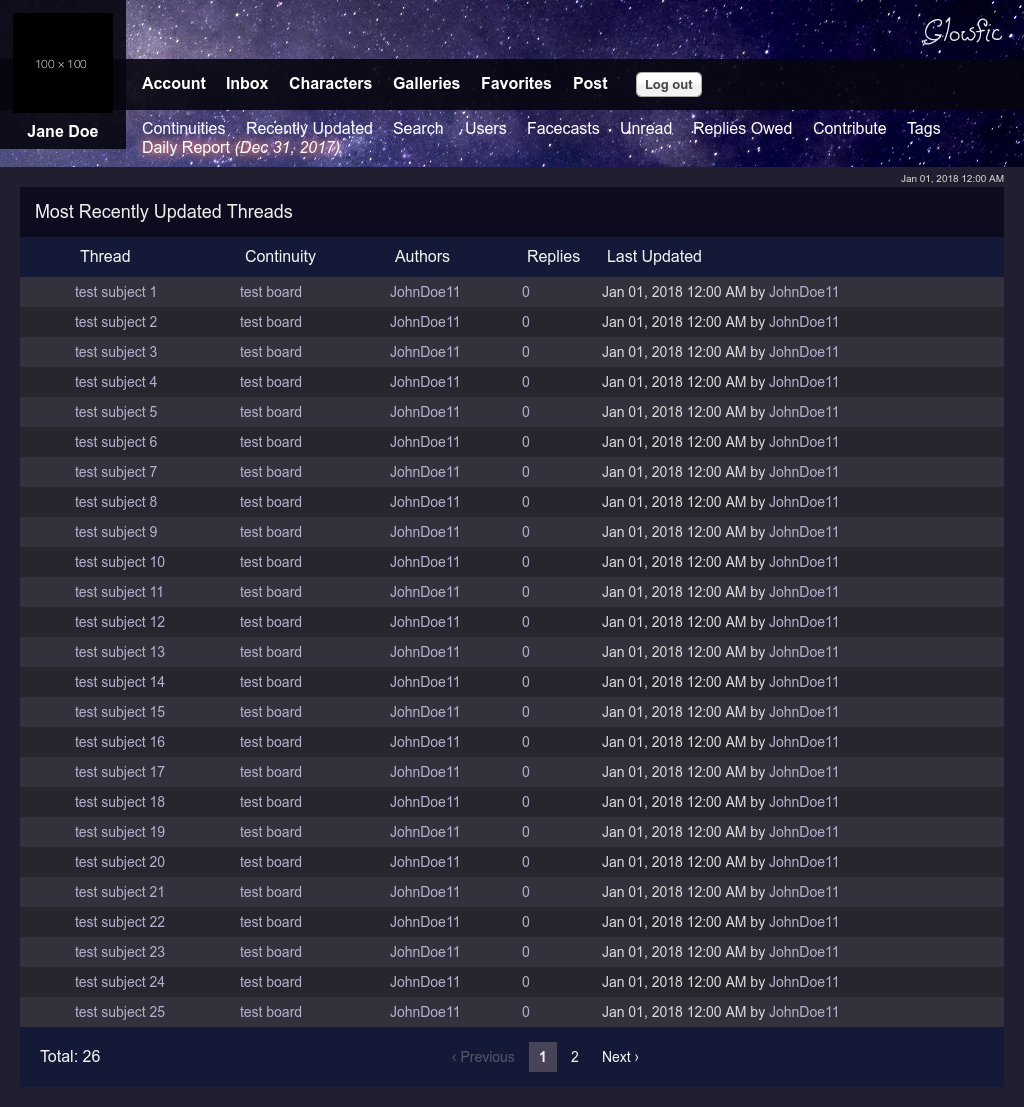 Glowfic
100 × 100
Account Inbox Characters Galleries Favorites Post Log out
Jane Doe
Continuities Recently Updated Search Users Facecasts Unread Replies Owed Contribute Tags
Daily Report (Dec 31, 2017)
Jan 01, 2018 12:00 AM
Most Recently Updated Threads
Thread Continuity Authors Replies Last Updated
test subject 1 test board JohnDoe11 0 Jan 01, 2018 12:00 AM by JohnDoe11
test subject 2 test board JohnDoe11 0 Jan 01, 2018 12:00 AM by JohnDoe11
test subject 3 test board JohnDoe11 0 Jan 01, 2018 12:00 AM by JohnDoe11
test subject 4 test board JohnDoe11 0 Jan 01, 2018 12:00 AM by JohnDoe11
test subject 5 test board JohnDoe11 0 Jan 01, 2018 12:00 AM by JohnDoe11
test subject 6 test board JohnDoe11 0 Jan 01, 2018 12:00 AM by JohnDoe11
test subject 7 test board JohnDoe11 0 Jan 01, 2018 12:00 AM by JohnDoe11
test subject 8 test board JohnDoe11 0 Jan 01, 2018 12:00 AM by JohnDoe11
test subject 9 test board JohnDoe11 0 Jan 01, 2018 12:00 AM by JohnDoe11
test subject 10 test board JohnDoe11 0 Jan 01, 2018 12:00 AM by JohnDoe11
test subject 11 test board JohnDoe11 0 Jan 01, 2018 12:00 AM by JohnDoe11
test subject 12 test board JohnDoe11 0 Jan 01, 2018 12:00 AM by JohnDoe11
test subject 13 test board JohnDoe11 0 Jan 01, 2018 12:00 AM by JohnDoe11
test subject 14 test board JohnDoe11 0 Jan 01, 2018 12:00 AM by JohnDoe11
test subject 15 test board JohnDoe11 0 Jan 01, 2018 12:00 AM by JohnDoe11
test subject 16 test board JohnDoe11 0 Jan 01, 2018 12:00 AM by JohnDoe11
test subject 17 test board JohnDoe11 0 Jan 01, 2018 12:00 AM by JohnDoe11
test subject 18 test board JohnDoe11 0 Jan 01, 2018 12:00 AM by JohnDoe11
test subject 19 test board JohnDoe11 0 Jan 01, 2018 12:00 AM by JohnDoe11
test subject 20 test board JohnDoe11 0 Jan 01, 2018 12:00 AM by JohnDoe11
test subject 21 test board JohnDoe11 0 Jan 01, 2018 12:00 AM by JohnDoe11
test subject 22 test board JohnDoe11 0 Jan 01, 2018 12:00 AM by JohnDoe11
test subject 23 test board JohnDoe11 0 Jan 01, 2018 12:00 AM by JohnDoe11
test subject 24 test board JohnDoe11 0 Jan 01, 2018 12:00 AM by JohnDoe11
test subject 25 test board JohnDoe11 0 Jan 01, 2018 12:00 AM by JohnDoe11
Total: 26 ‹ Previous 1 2 Next ›